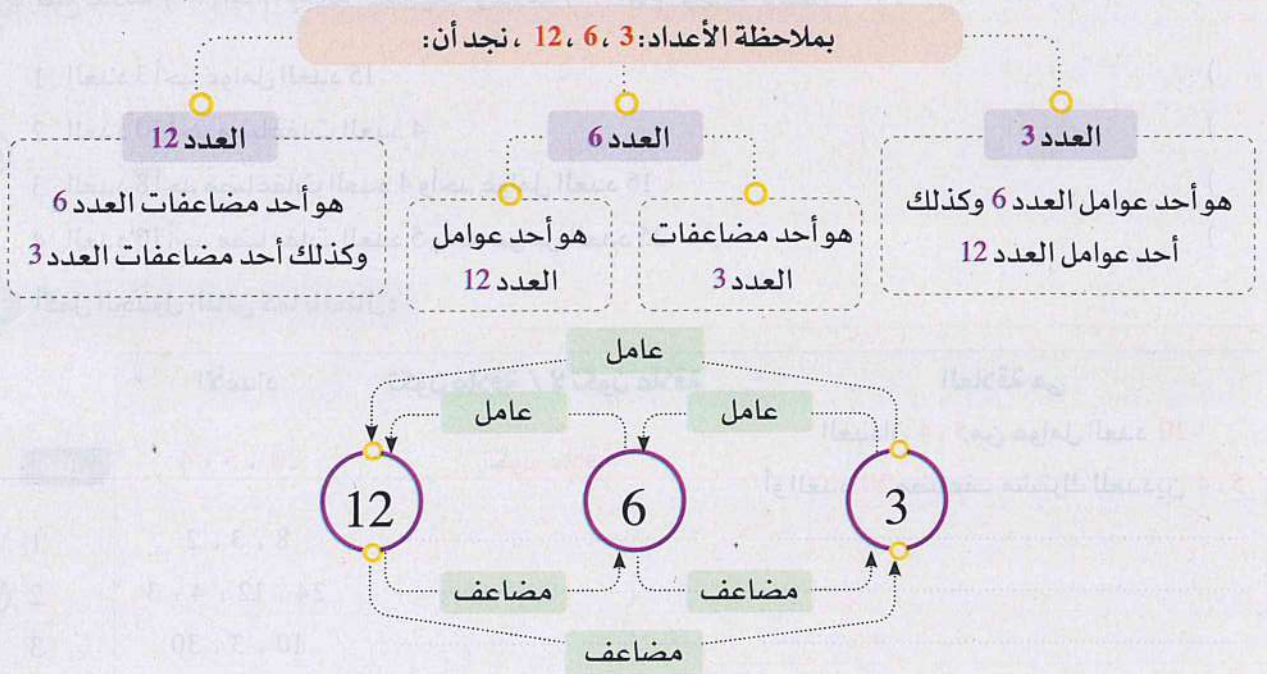 بملاحظة الأعداد: 3 ، 6 ، 12 ، نجد أن:
العدد 3
هو أحد عوامل العدد 6 وكذلك
أحد عوامل العدد 12
العدد 6
هو أحد مضاعفات
العدد 3
هو أحد عوامل
العدد 12
العدد 12
هو أحد مضاعفات العدد 6
وكذلك أحد مضاعفات العدد 3
عامل
عامل
عامل
3
6
12
مضاعف
مضاعف
مضاعف